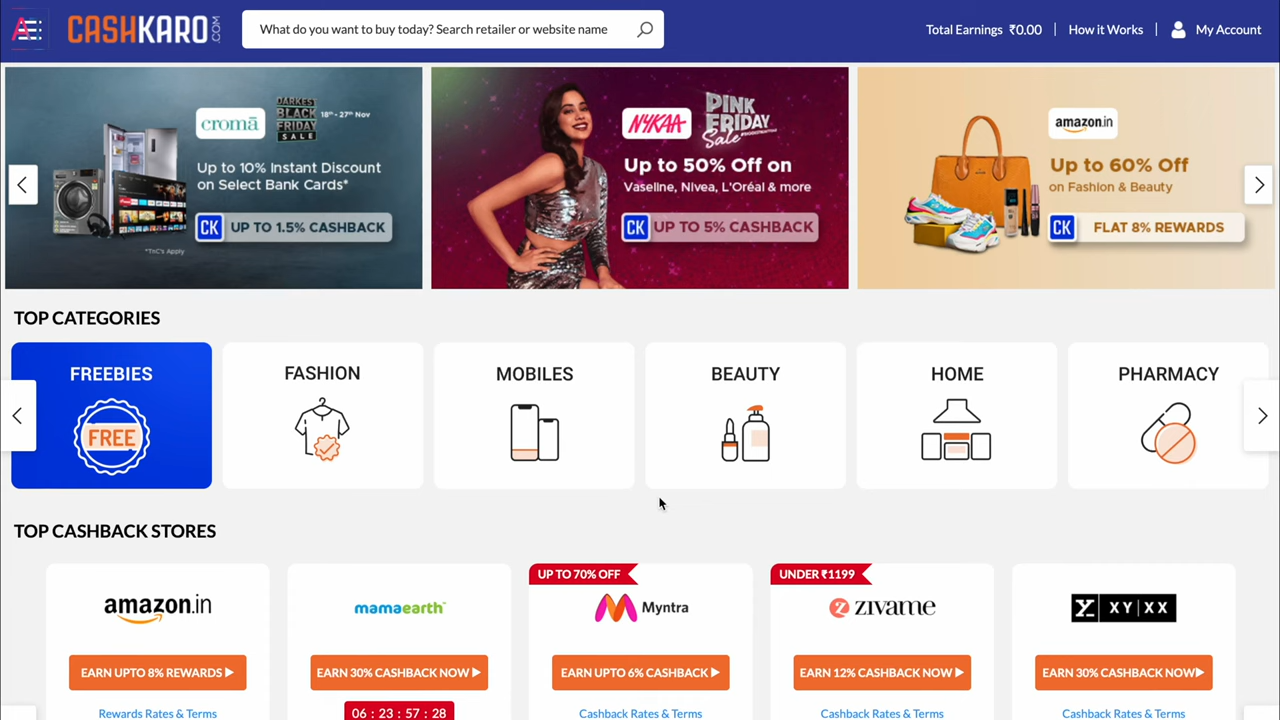 CASHKARO.COM
What do you want to buy today? Search retailer or website name
Total Earnings ₹0.00
How it Works
My Account
cromā
DARKEST
BLACK
FRIDAY
SALE
18th - 27th Nov
Up to 10% Instant Discount
on Select Bank Cards*
CK UP TO 1.5% CASHBACK
*TnC's Apply
NYKAA
PINK
FRIDAY
Sale
Up to 50% Off on
Vaseline, Nivea, L'Oréal & more
CK UP TO 5% CASHBACK
amazon.in
Up to 60% Off
on Fashion & Beauty
CK FLAT 8% REWARDS
TOP CATEGORIES
FREEBIES
FREE
FASHION
MOBILES
BEAUTY
HOME
PHARMACY
TOP CASHBACK STORES
amazon.in
EARN UPTO 8% REWARDS
Rewards Rates & Terms
mamaearth
EARN 30% CASHBACK NOW
06 : 23 : 57 : 28
UP TO 70% OFF
Myntra
EARN UPTO 6% CASHBACK
Cashback Rates & Terms
UNDER ₹1199
ZIVAME
EARN 12% CASHBACK NOW
Cashback Rates & Terms
XY|XX
EARN 30% CASHBACK NOW
Cashback Rates & Terms